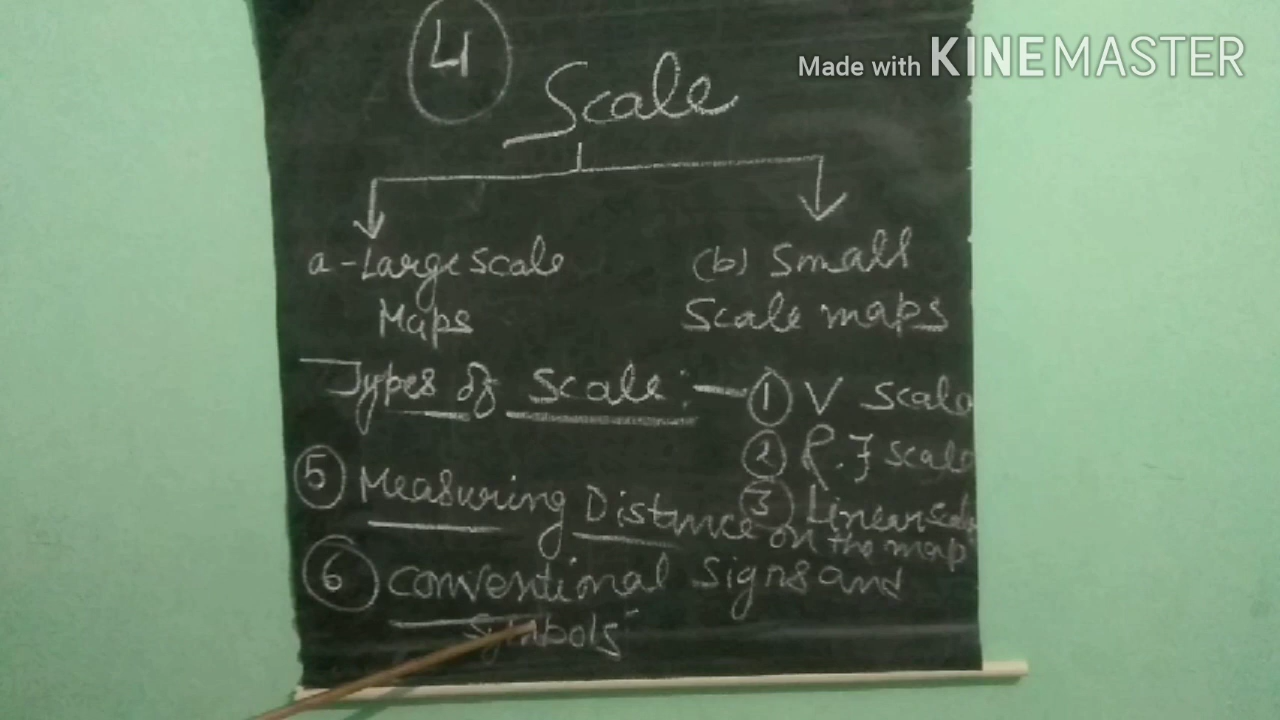 Made with KINEMASTER
4 Scale
a - Large scale Maps
(b) Small Scale maps
Types of Scale :- 1 V Scale
2 R.F Scale
3 Linear scale
5 Measuring Distance on the map
6 Conventional Signs and
Symbols